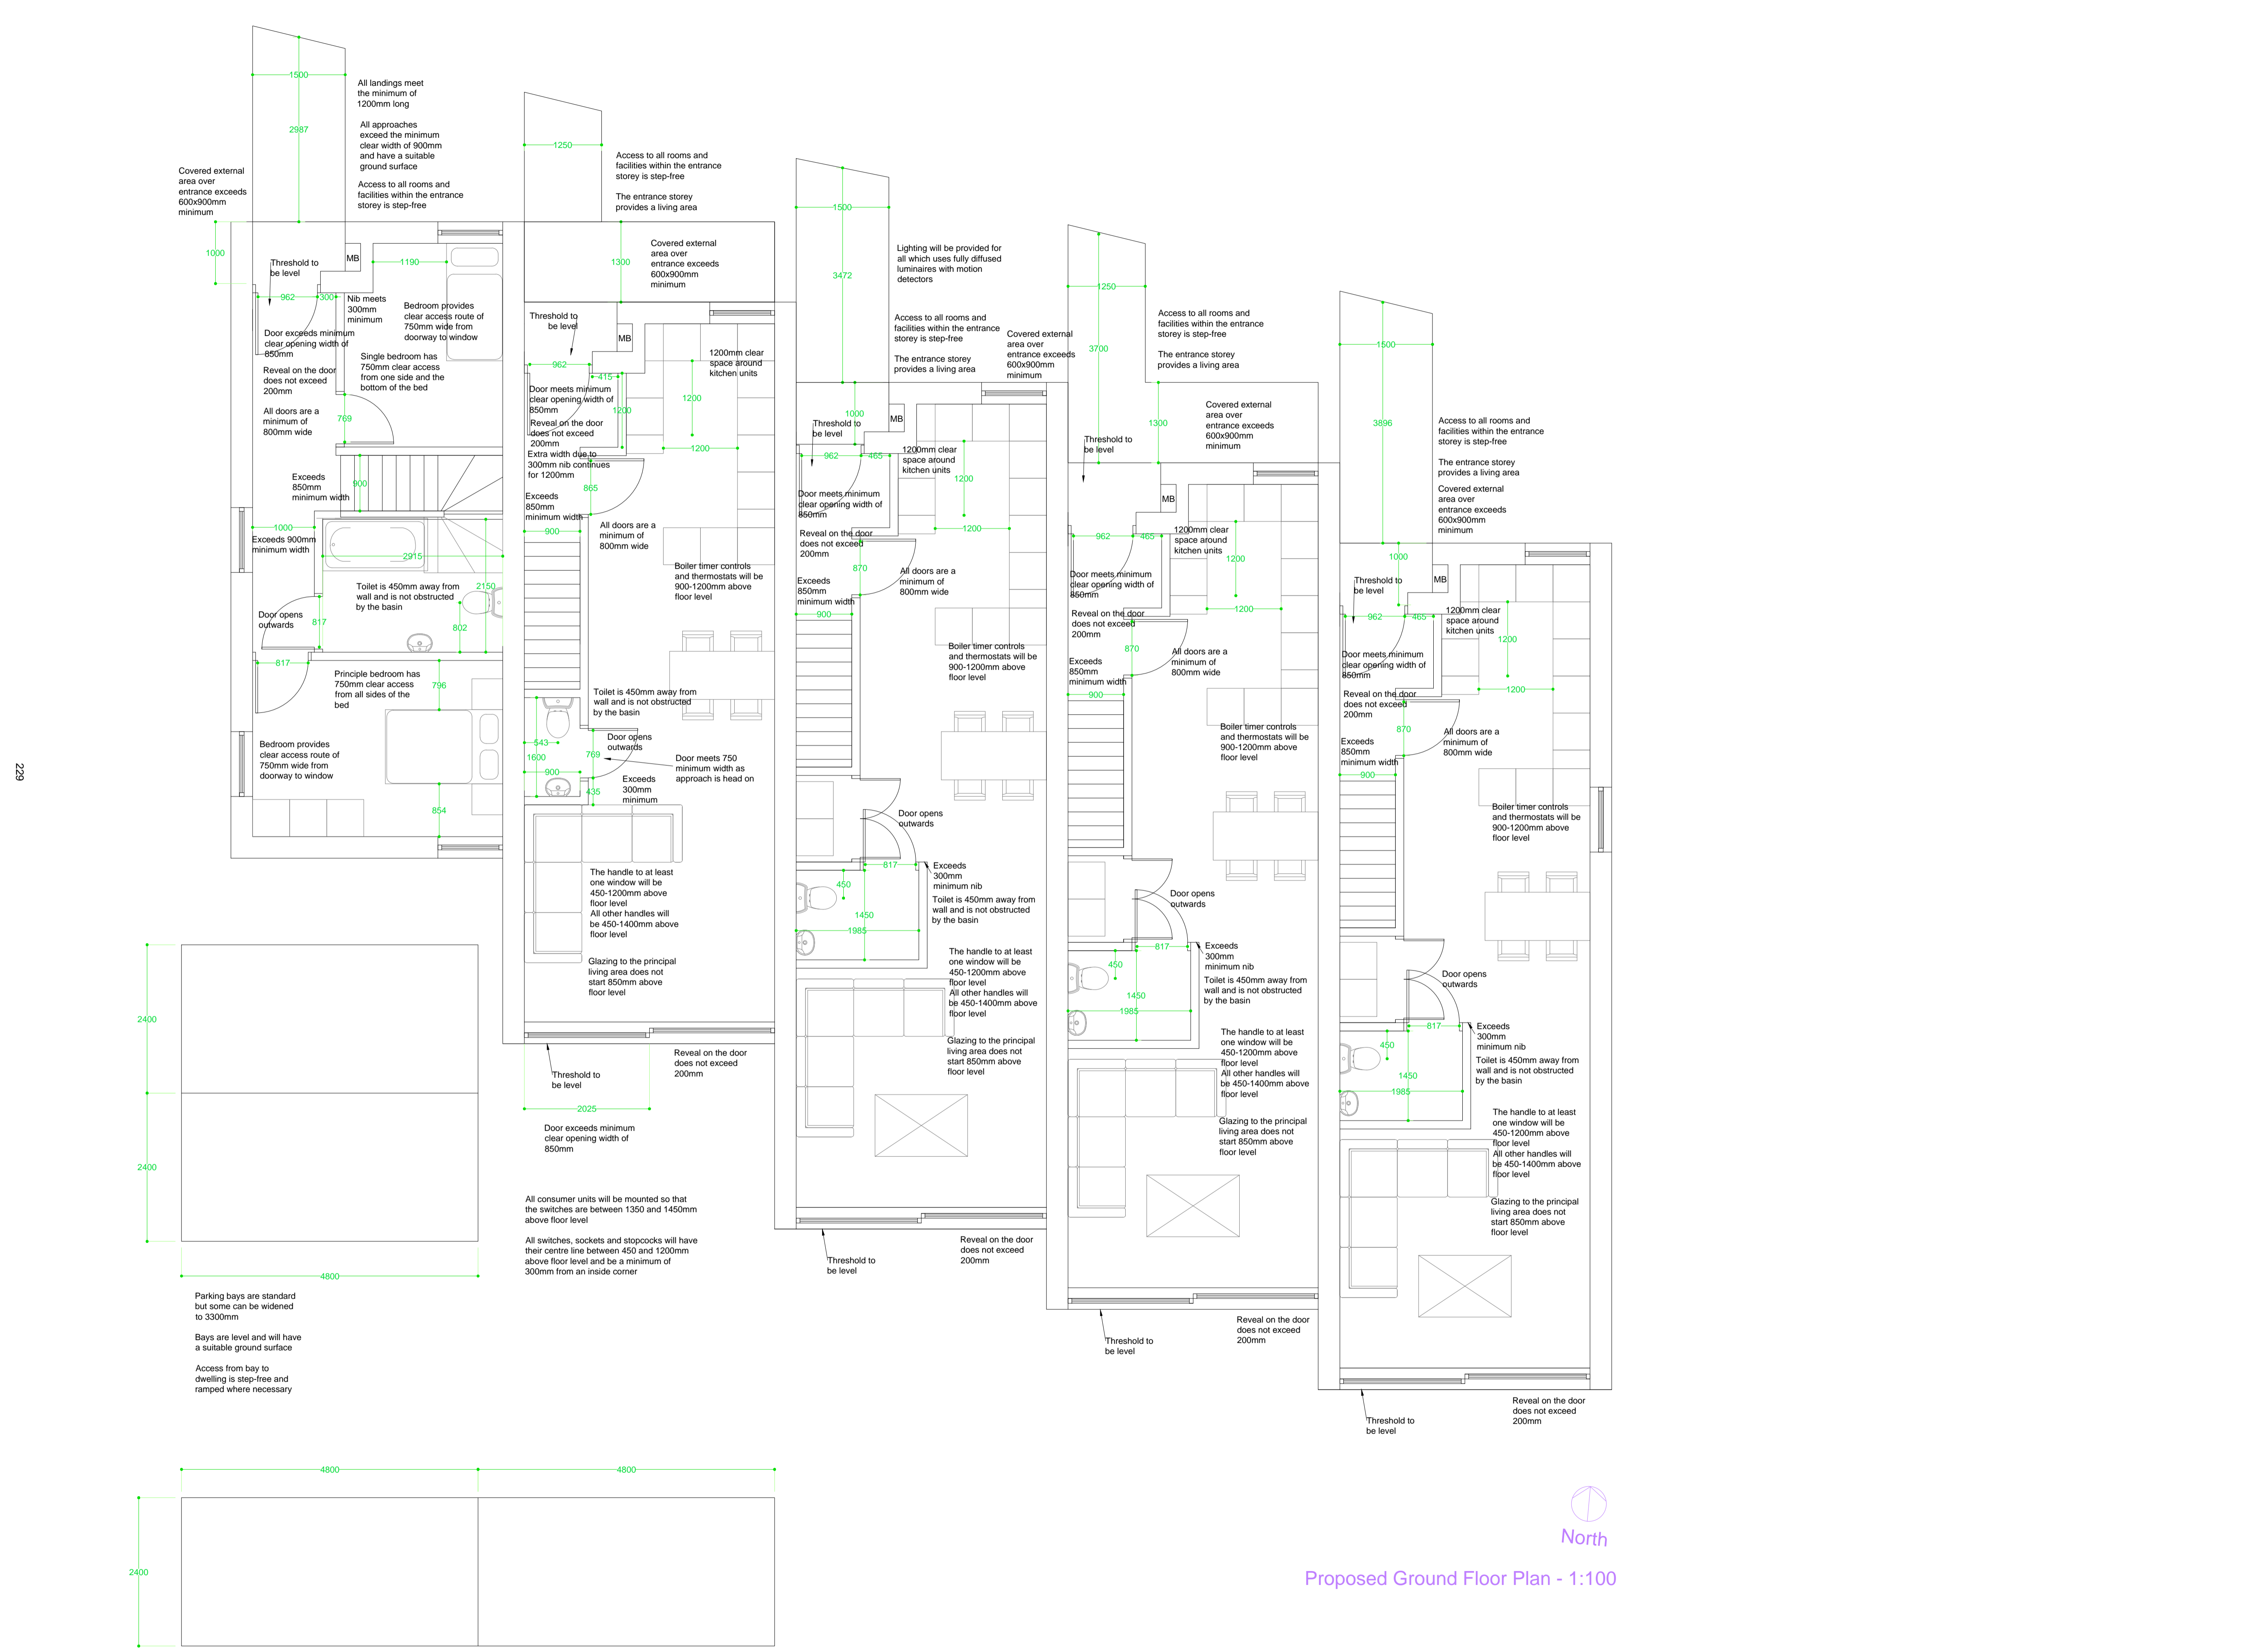 1500
2987
All landings meet
the minimum of
1200mm long
All approaches
exceed the minimum
clear width of 900mm
and have a suitable
ground surface
Access to all rooms and
facilities within the entrance
storey is step-free
Covered external
area over
entrance exceeds
600x900mm
minimum
1000
Threshold to
be level
MB
1190
962
300
Nib meets
300mm
minimum
Bedroom provides
clear access route of
750mm wide from
doorway to window
Door exceeds minimum
clear opening width of
850mm
Single bedroom has
750mm clear access
from one side and the
bottom of the bed
Reveal on the door
does not exceed
200mm
All doors are a
minimum of
800mm wide
769
Exceeds
850mm
minimum width
900
1000
Exceeds 900mm
minimum width
2915
2150
Toilet is 450mm away from
wall and is not obstructed
by the basin
Door opens
outwards
817
802
817
Principle bedroom has
750mm clear access
from all sides of the
bed
796
Bedroom provides
clear access route of
750mm wide from
doorway to window
854
1250
Access to all rooms and
facilities within the entrance
storey is step-free
The entrance storey
provides a living area
1300
Covered external
area over
entrance exceeds
600x900mm
minimum
Threshold to
be level
MB
962
415
1200mm clear
space around
kitchen units
Door meets minimum
clear opening width of
850mm
1200
1200
Reveal on the door
does not exceed
200mm
Extra width due to
300mm nib continues
for 1200mm
1200
865
Exceeds
850mm
minimum width
900
All doors are a
minimum of
800mm wide
Boiler timer controls
and thermostats will be
900-1200mm above
floor level
Toilet is 450mm away from
wall and is not obstructed
by the basin
543
1600
900
769
435
Door opens
outwards
Door meets 750
minimum width as
approach is head on
Exceeds
300mm
minimum
The handle to at least
one window will be
450-1200mm above
floor level
All other handles will
be 450-1400mm above
floor level
Glazing to the principal
living area does not
start 850mm above
floor level
Threshold to
be level
Reveal on the door
does not exceed
200mm
2025
Door exceeds minimum
clear opening width of
850mm
All consumer units will be mounted so that
the switches are between 1350 and 1450mm
above floor level
All switches, sockets and stopcocks will have
their centre line between 450 and 1200mm
above floor level and be a minimum of
300mm from an inside corner
1500
3472
Lighting will be provided for
all which uses fully diffused
luminaires with motion
detectors
Access to all rooms and
facilities within the entrance
storey is step-free
The entrance storey
provides a living area
1000
Threshold to
be level
MB
962
465
1200mm clear
space around
kitchen units
1200
1200
Door meets minimum
clear opening width of
850mm
Reveal on the door
does not exceed
200mm
870
Exceeds
850mm
minimum width
900
All doors are a
minimum of
800mm wide
Boiler timer controls
and thermostats will be
900-1200mm above
floor level
Door opens
outwards
817
450
1450
1985
Exceeds
300mm
minimum nib
Toilet is 450mm away from
wall and is not obstructed
by the basin
The handle to at least
one window will be
450-1200mm above
floor level
All other handles will
be 450-1400mm above
floor level
Glazing to the principal
living area does not
start 850mm above
floor level
Threshold to
be level
Reveal on the door
does not exceed
200mm
Covered external
area over
entrance exceeds
600x900mm
minimum
1250
3700
Access to all rooms and
facilities within the entrance
storey is step-free
The entrance storey
provides a living area
1300
Covered external
area over
entrance exceeds
600x900mm
minimum
Threshold to
be level
MB
962
465
1200mm clear
space around
kitchen units
1200
1200
Door meets minimum
clear opening width of
850mm
Reveal on the door
does not exceed
200mm
870
Exceeds
850mm
minimum width
900
All doors are a
minimum of
800mm wide
Boiler timer controls
and thermostats will be
900-1200mm above
floor level
Door opens
outwards
817
450
1450
1985
Exceeds
300mm
minimum nib
Toilet is 450mm away from
wall and is not obstructed
by the basin
The handle to at least
one window will be
450-1200mm above
floor level
All other handles will
be 450-1400mm above
floor level
Glazing to the principal
living area does not
start 850mm above
floor level
Threshold to
be level
Reveal on the door
does not exceed
200mm
1500
3896
Access to all rooms and
facilities within the entrance
storey is step-free
The entrance storey
provides a living area
Covered external
area over
entrance exceeds
600x900mm
minimum
1000
Threshold to
be level
MB
962
465
1200mm clear
space around
kitchen units
1200
1200
Door meets minimum
clear opening width of
850mm
Reveal on the door
does not exceed
200mm
870
Exceeds
850mm
minimum width
900
All doors are a
minimum of
800mm wide
Boiler timer controls
and thermostats will be
900-1200mm above
floor level
Door opens
outwards
817
450
1450
1985
Exceeds
300mm
minimum nib
Toilet is 450mm away from
wall and is not obstructed
by the basin
The handle to at least
one window will be
450-1200mm above
floor level
All other handles will
be 450-1400mm above
floor level
Glazing to the principal
living area does not
start 850mm above
floor level
Threshold to
be level
Reveal on the door
does not exceed
200mm
229
2400
2400
4800
Parking bays are standard
but some can be widened
to 3300mm
Bays are level and will have
a suitable ground surface
Access from bay to
dwelling is step-free and
ramped where necessary
4800
4800
2400
North
Proposed Ground Floor Plan - 1:100